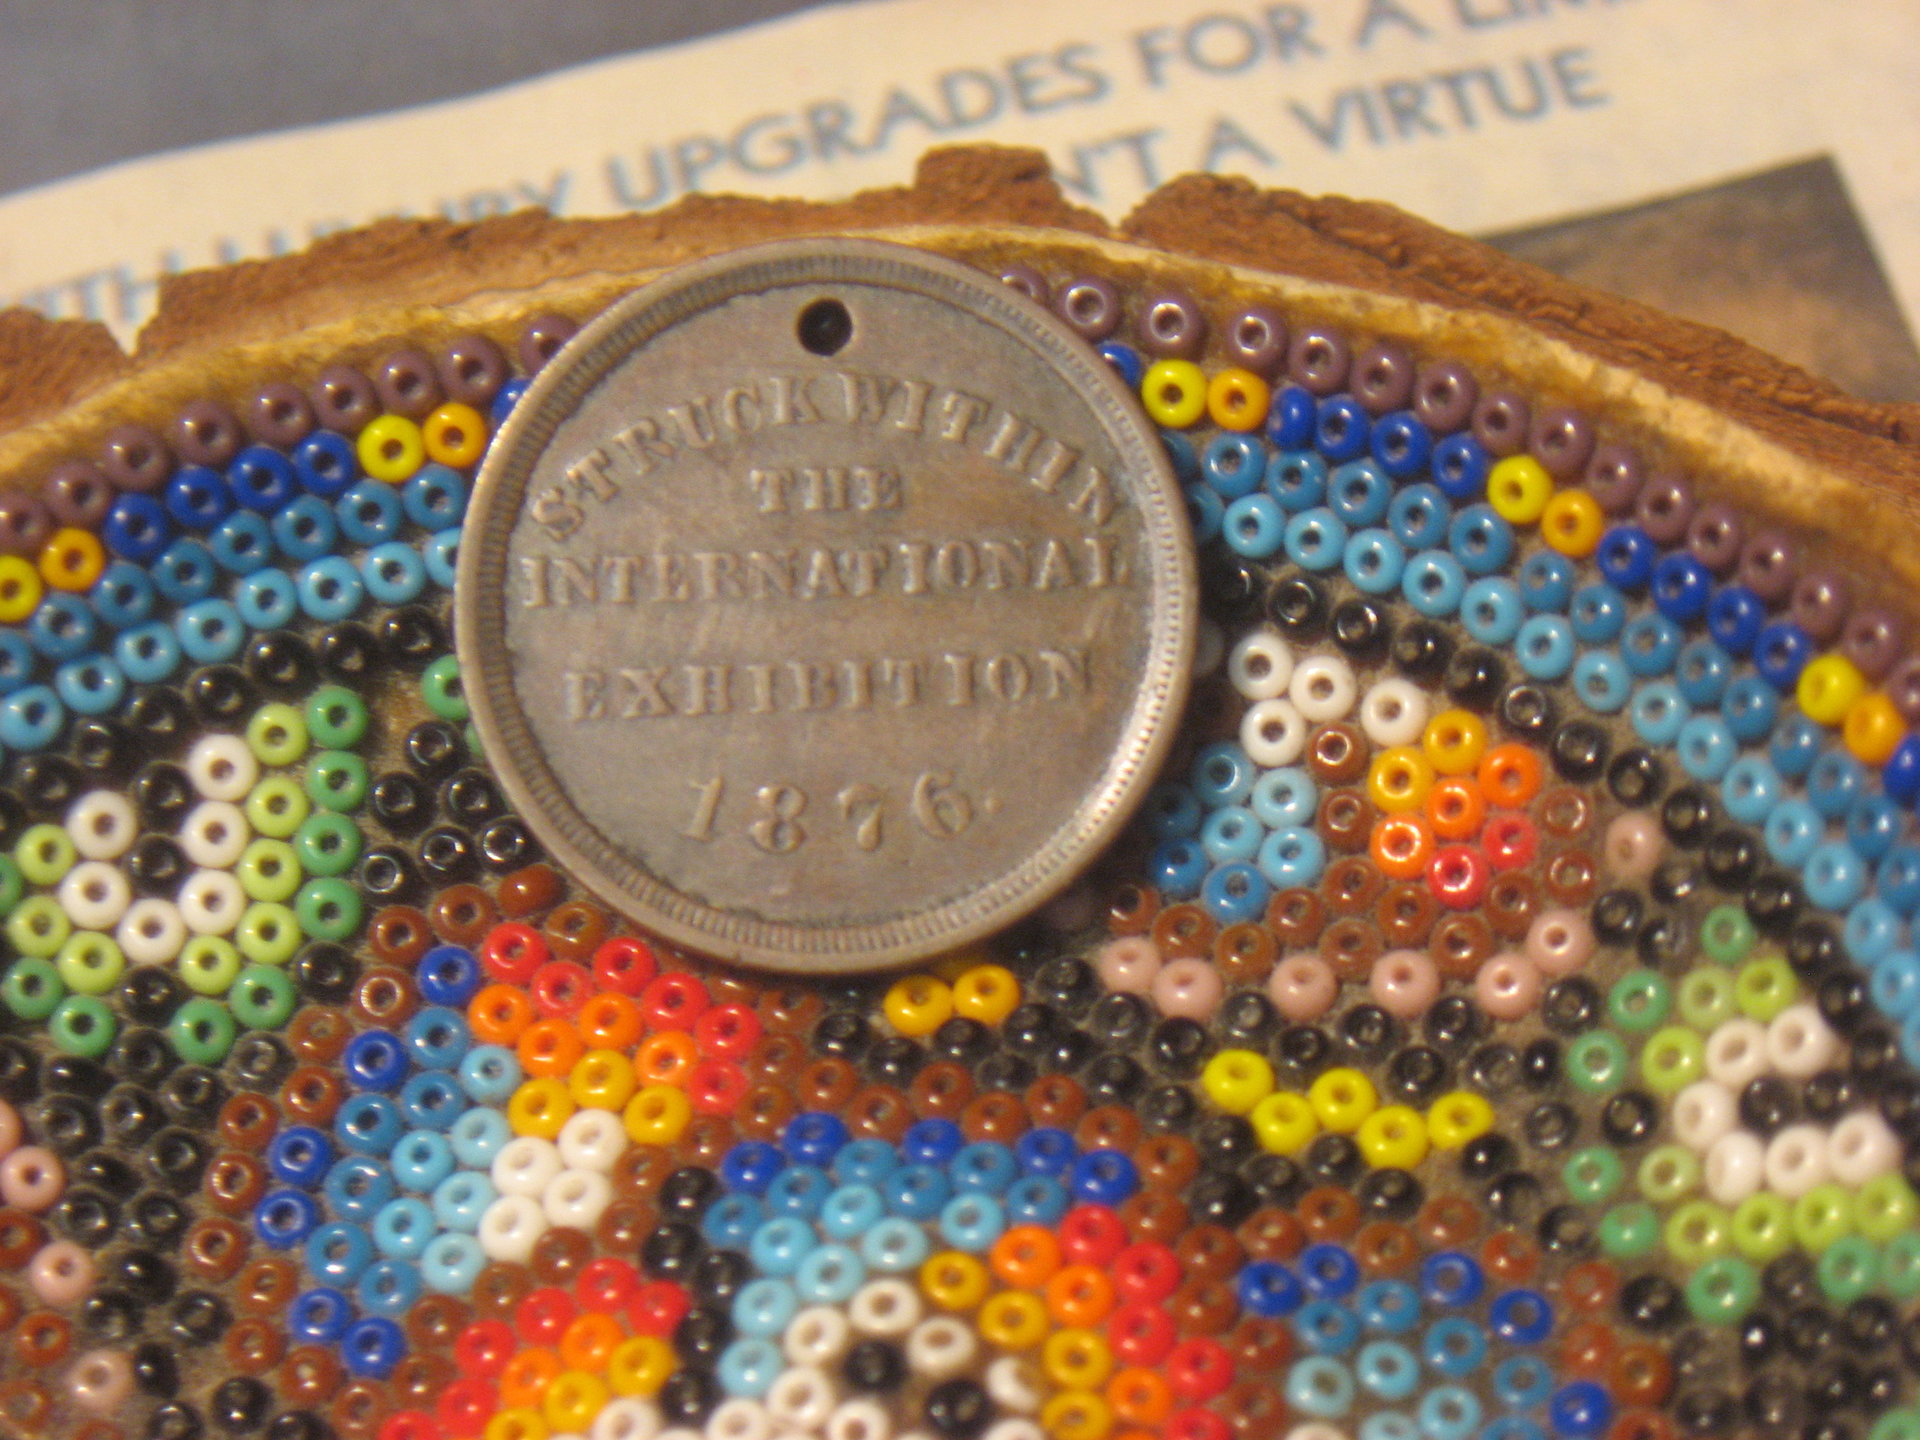 UPGRADES FOR A
A VIRTUE
STRUCK WITHIN
THE
INTERNATIONAL
EXHIBITION
1876.